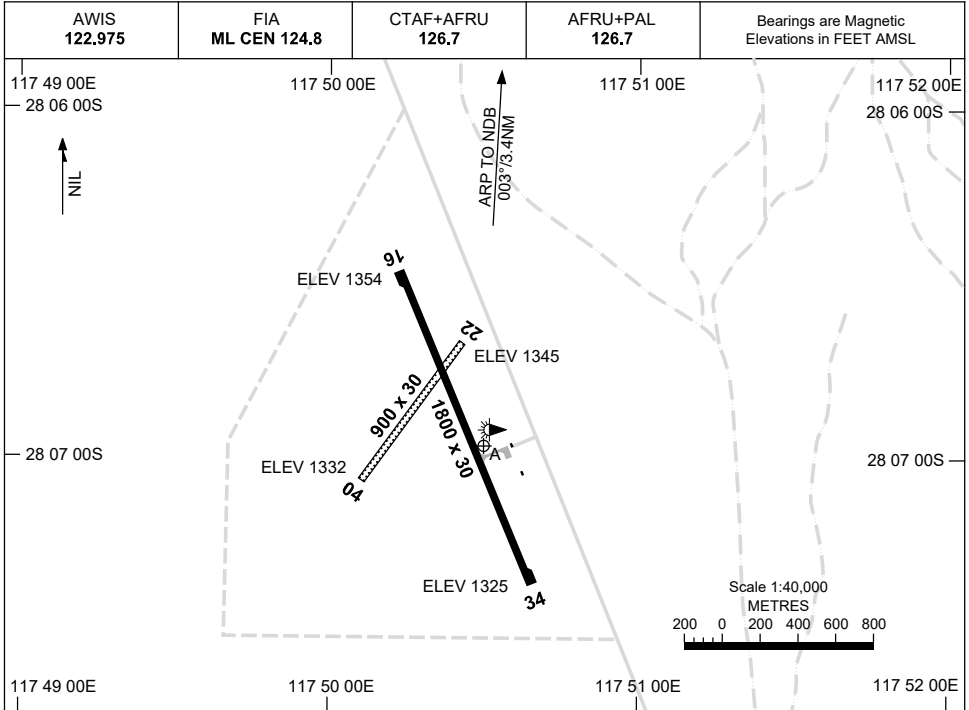 AWIS
122.975
FIA
ML CEN 124.8
CTAF+AFRU
126.7
AFRU+PAL
126.7
Bearings are Magnetic
Elevations in FEET AMSL
117 49 00E
117 50 00E
117 51 00E
117 52 00E
28 06 00S
28 06 00S
NIL
ARP TO NDB
003°/3.4NM
16
ELEV 1354
22
ELEV 1345
900 x 30
1800 x 30
A
28 07 00S
28 07 00S
ELEV 1332
04
ELEV 1325
34
Scale 1:40,000
METRES
200 0 200 400 600 800
117 49 00E
117 50 00E
117 51 00E
117 52 00E